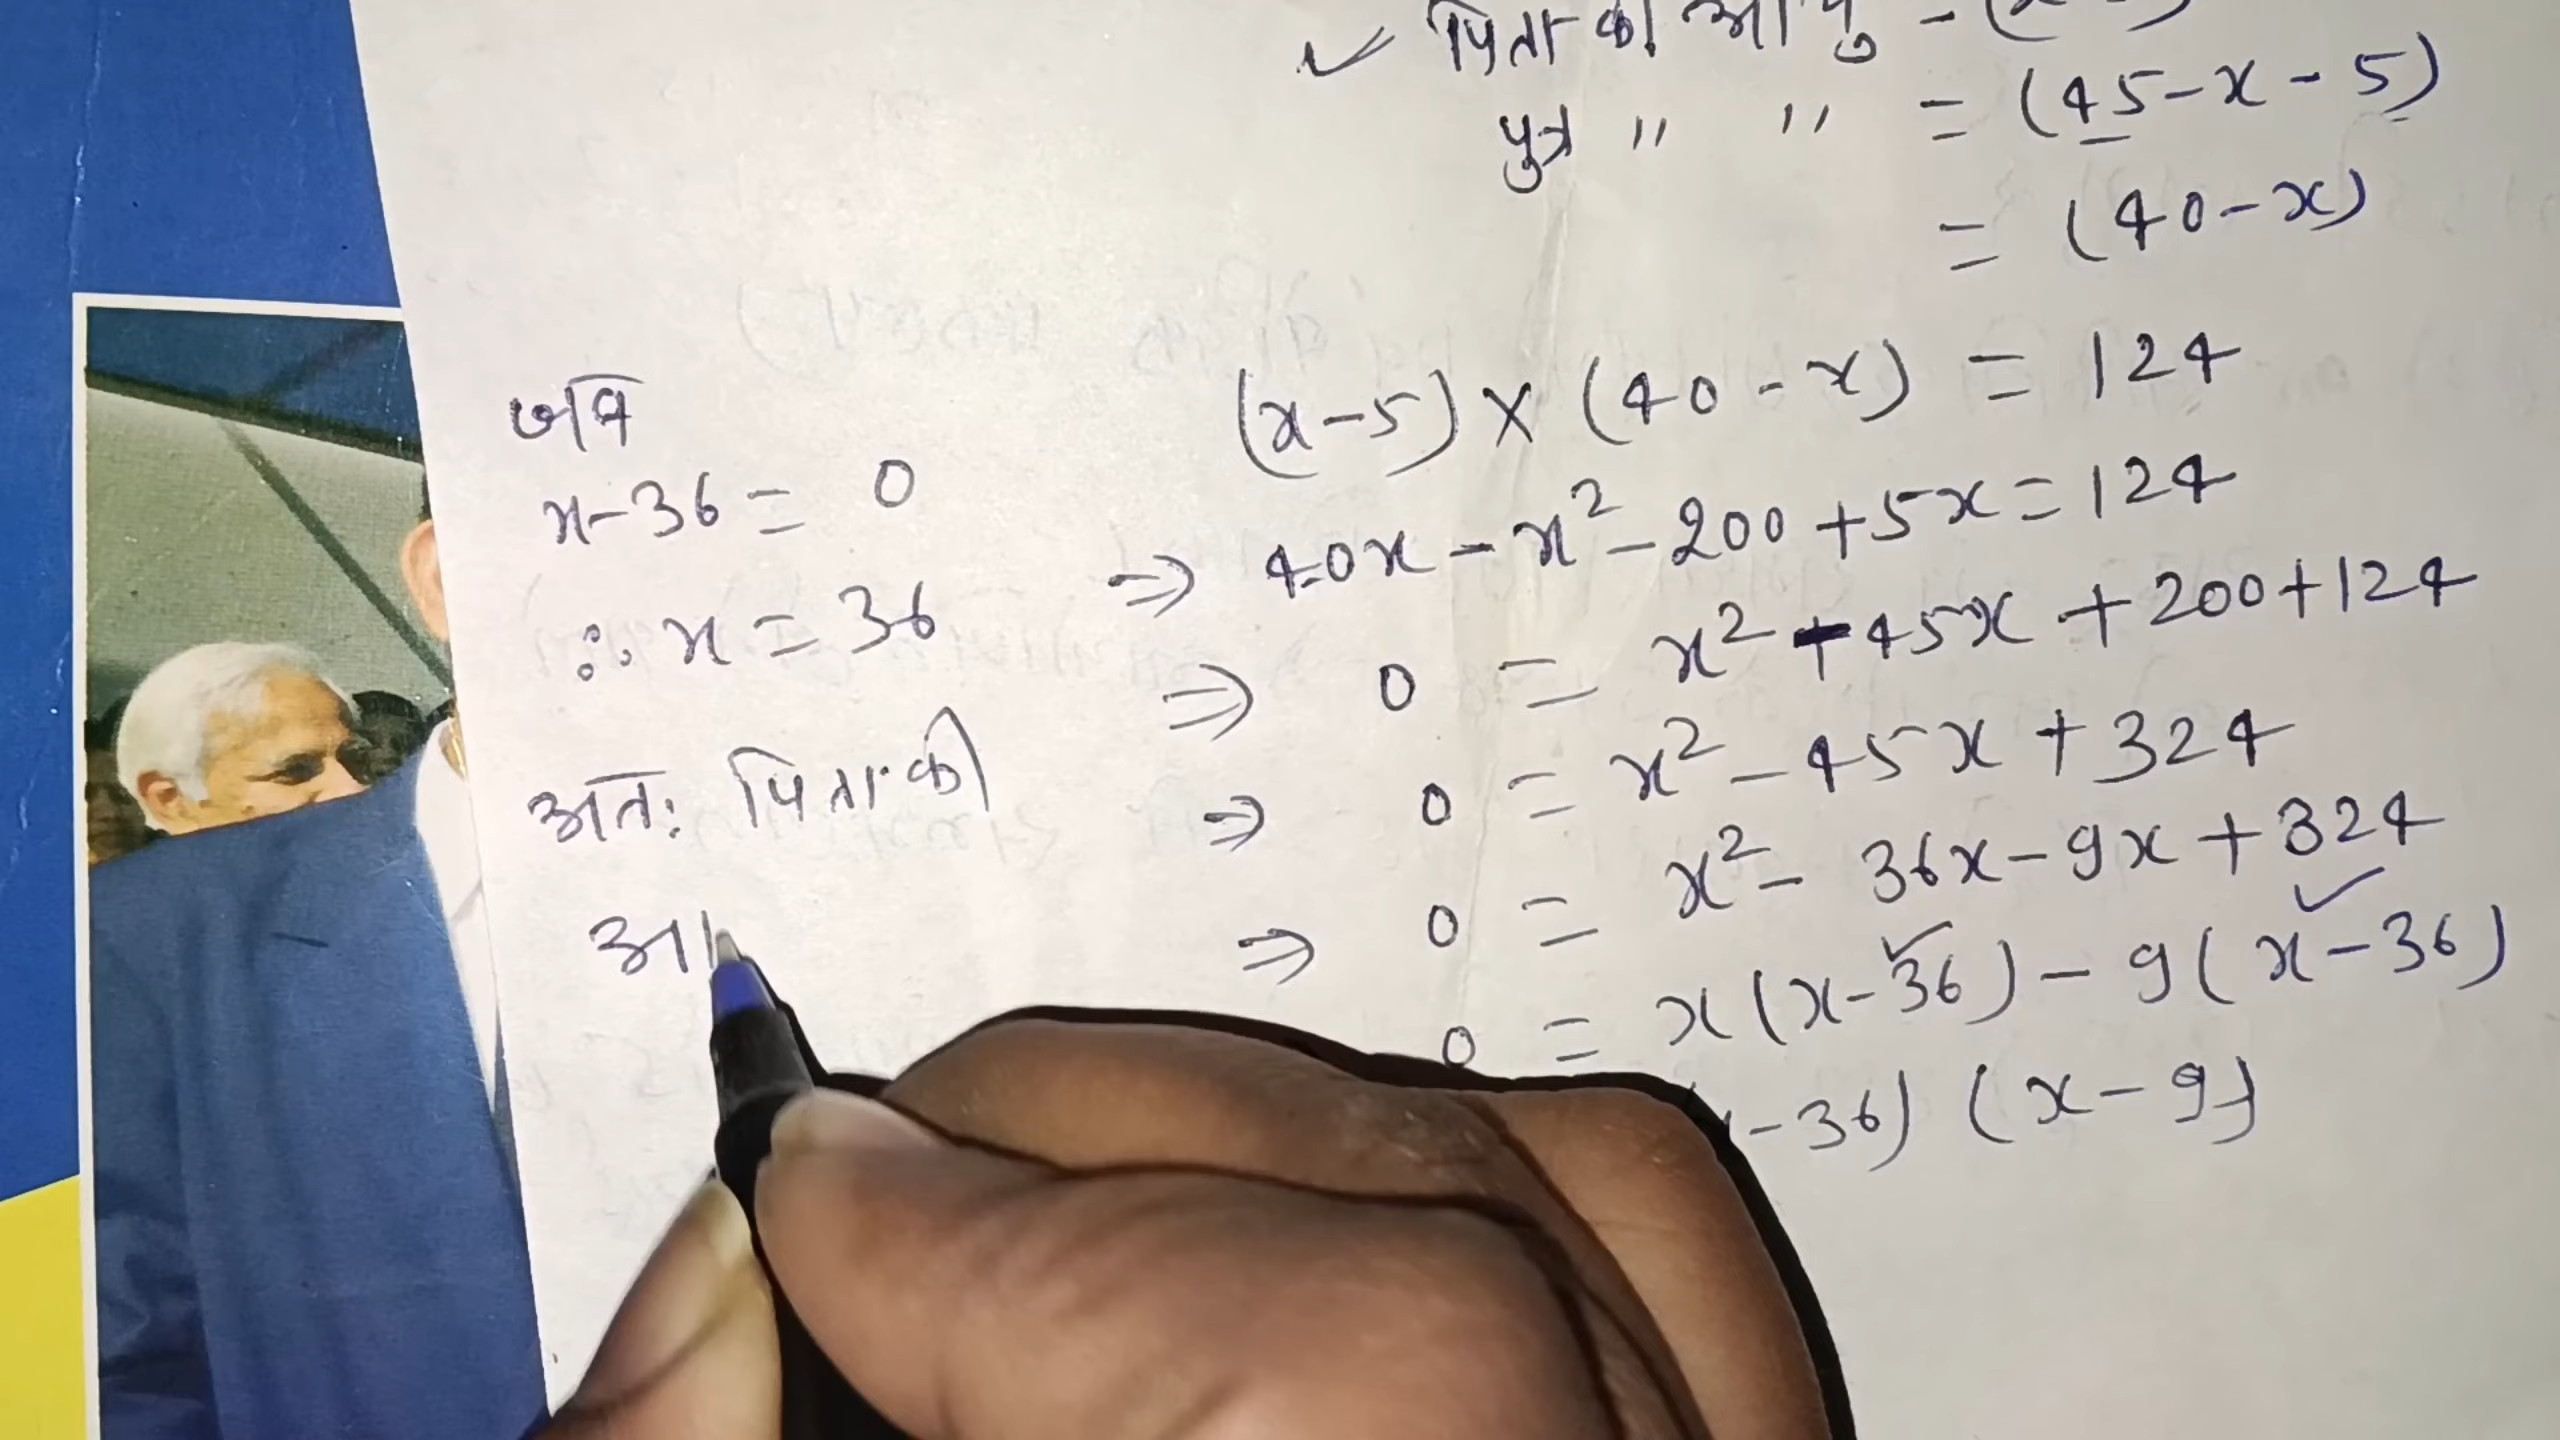 ✓ पिता की आयु = (x-5)
पुत्र " " = (45-x-5)
= (40-x)
(x-5) × (40-x) = 124
⇒ 40x - x² - 200 + 5x = 124
⇒ 0 = x² - 45x + 200 + 124
⇒ 0 = x² - 45x + 324
⇒ 0 = x² - 36x - 9x + 324
0 = x(x-36) - 9(x-36)
-36) (x-9)
जब
x-36 = 0
∴ x = 36
अतः पिता की
आ